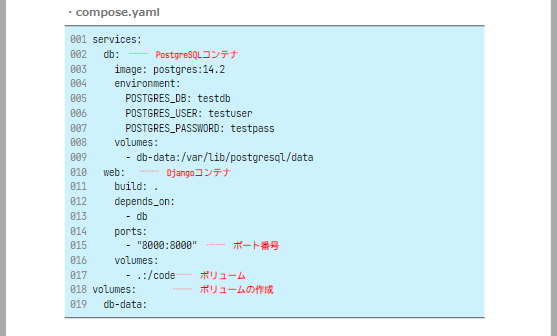 ・compose.yaml
001 services:
002   db: PostgreSQLコンテナ
003     image: postgres:14.2
004     environment:
005       POSTGRES_DB: testdb
006       POSTGRES_USER: testuser
007       POSTGRES_PASSWORD: testpass
008     volumes:
009       - db-data:/var/lib/postgresql/data
010   web: Djangoコンテナ
011     build: .
012     depends_on:
013       - db
014     ports:
015       - "8000:8000" ポート番号
016     volumes:
017       - .:/code ボリューム
018 volumes: ボリュームの作成
019   db-data: